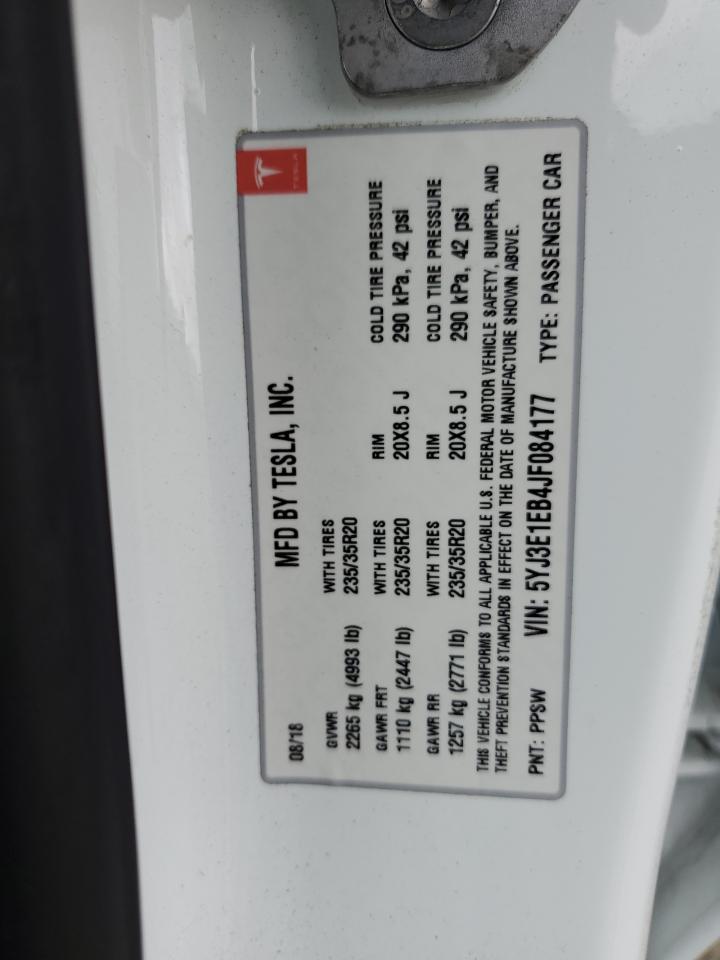 TESLA
08/18 MFD BY TESLA, INC.
GVWR WITH TIRES
2265 kg (4993 lb) 235/35R20
GAWR FRT WITH TIRES RIM COLD TIRE PRESSURE
1110 kg (2447 lb) 235/35R20 20X8.5 J 290 kPa, 42 psi
GAWR RR WITH TIRES RIM COLD TIRE PRESSURE
1257 kg (2771 lb) 235/35R20 20X8.5 J 290 kPa, 42 psi
THIS VEHICLE CONFORMS TO ALL APPLICABLE U.S. FEDERAL MOTOR VEHICLE SAFETY, BUMPER, AND
THEFT PREVENTION STANDARDS IN EFFECT ON THE DATE OF MANUFACTURE SHOWN ABOVE.
PNT: PPSW VIN: 5YJ3E1EB4JF084177 TYPE: PASSENGER CAR